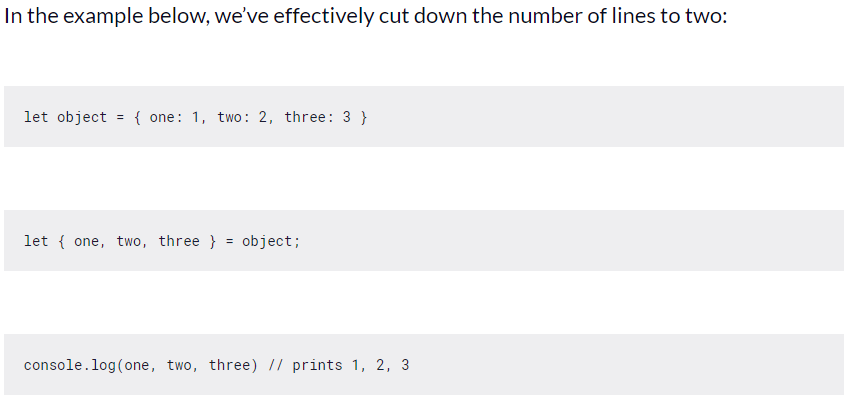 In the example below, we’ve effectively cut down the number of lines to two:
let object = { one: 1, two: 2, three: 3 }
let { one, two, three } = object;
console.log(one, two, three) // prints 1, 2, 3